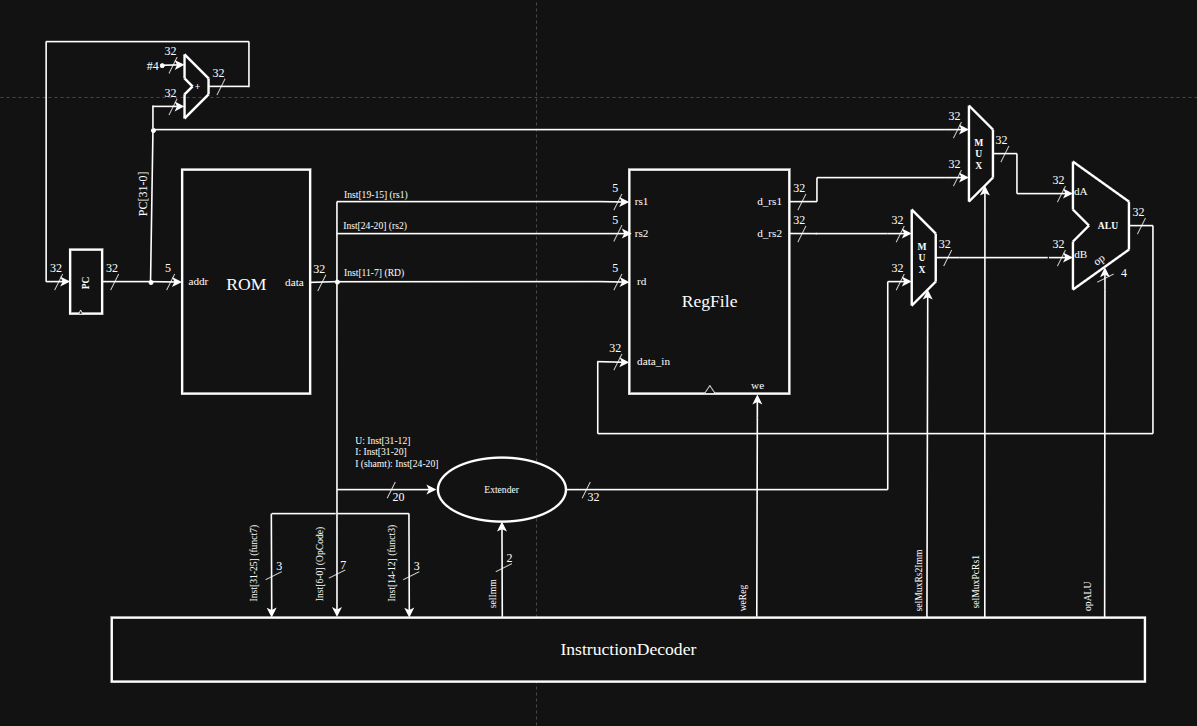 32
#4
32
+
32
PC[31-0]
32
PC
32
5
addr
ROM
data
32
Inst[19-15] (rs1)
Inst[24-20] (rs2)
Inst[11-7] (RD)
5
rs1
5
rs2
5
rd
32
data_in
RegFile
we
d_rs1
32
d_rs2
32
32
32
M
U
X
32
32
32
M
U
X
32
32
dA
32
dB
ALU
op
4
32
U: Inst[31-12]
I: Inst[31-20]
I (shamt): Inst[24-20]
20
Extender
32
Inst[31-25] (funct7)
3
Inst[6-0] (OpCode)
7
Inst[14-12] (funct3)
3
selImm
2
weReg
selMuxRs2Imm
selMuxPcRs1
opALU
InstructionDecoder